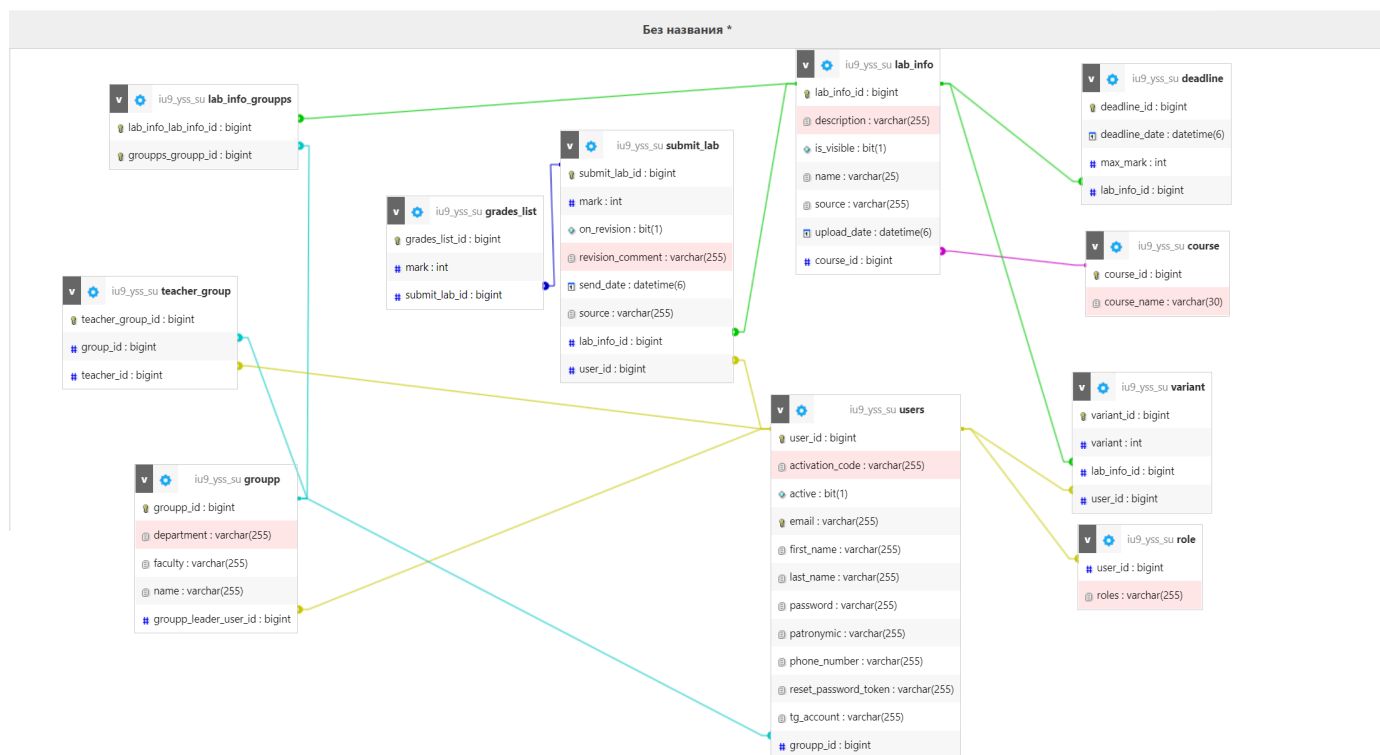 Без названия *
v iu9_yss_su lab_info_groupps
lab_info_lab_info_id : bigint
groupps_groupp_id : bigint
v iu9_yss_su teacher_group
teacher_group_id : bigint
group_id : bigint
teacher_id : bigint
v iu9_yss_su groupp
groupp_id : bigint
department : varchar(255)
faculty : varchar(255)
name : varchar(255)
groupp_leader_user_id : bigint
v iu9_yss_su grades_list
grades_list_id : bigint
mark : int
submit_lab_id : bigint
v iu9_yss_su submit_lab
submit_lab_id : bigint
mark : int
on_revision : bit(1)
revision_comment : varchar(255)
send_date : datetime(6)
source : varchar(255)
lab_info_id : bigint
user_id : bigint
v iu9_yss_su lab_info
lab_info_id : bigint
description : varchar(255)
is_visible : bit(1)
name : varchar(25)
source : varchar(255)
upload_date : datetime(6)
course_id : bigint
v iu9_yss_su users
user_id : bigint
activation_code : varchar(255)
active : bit(1)
email : varchar(255)
first_name : varchar(255)
last_name : varchar(255)
password : varchar(255)
patronymic : varchar(255)
phone_number : varchar(255)
reset_password_token : varchar(255)
tg_account : varchar(255)
groupp_id : bigint
v iu9_yss_su deadline
deadline_id : bigint
deadline_date : datetime(6)
max_mark : int
lab_info_id : bigint
v iu9_yss_su course
course_id : bigint
course_name : varchar(30)
v iu9_yss_su variant
variant_id : bigint
variant : int
lab_info_id : bigint
user_id : bigint
v iu9_yss_su role
user_id : bigint
roles : varchar(255)